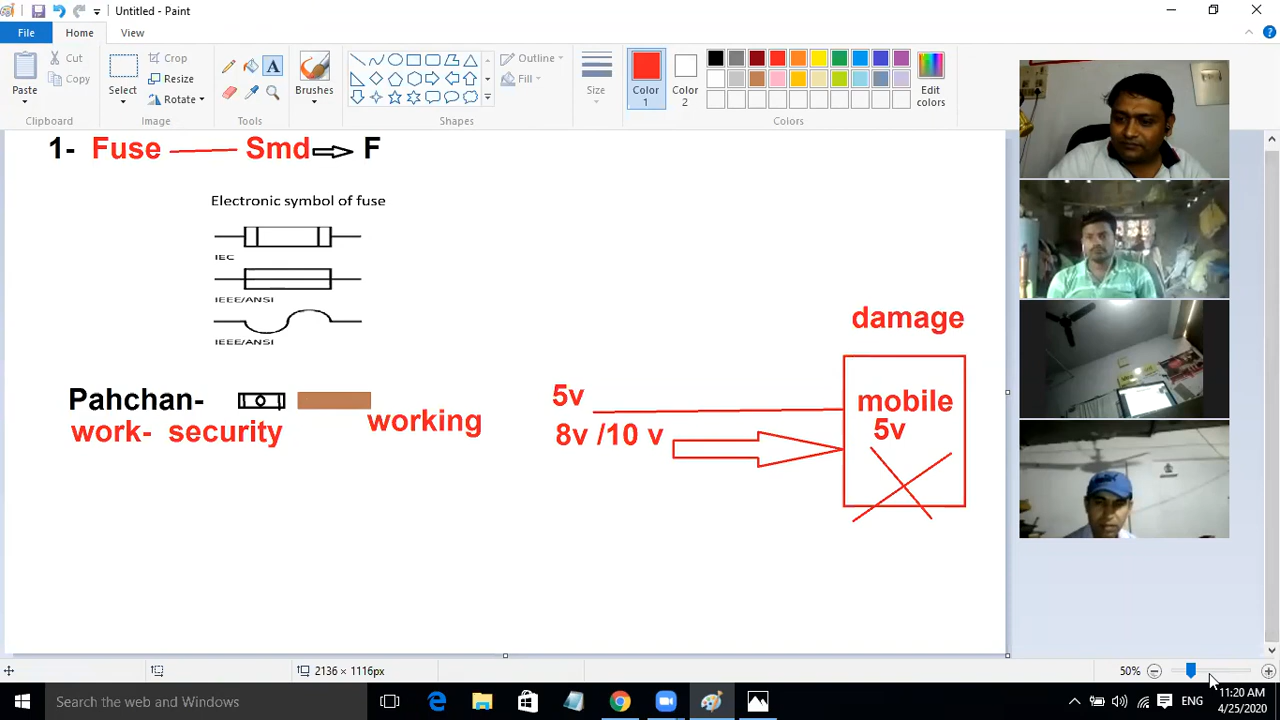 Untitled - Paint
File
Home
View
Paste
Cut
Copy
Clipboard
Select
Crop
Resize
Rotate
Image
A
Tools
Brushes
Outline
Fill
Shapes
Size
Color 1
Color 2
Edit colors
Colors
1- Fuse Smd F
Electronic symbol of fuse
IEC
IEEE/ANSI
IEEE/ANSI
damage
Pahchan-
work- security
working
5v
8v /10 v
mobile
5v
2136 × 1116px
50%
Search the web and Windows
ENG
11:20 AM
4/25/2020